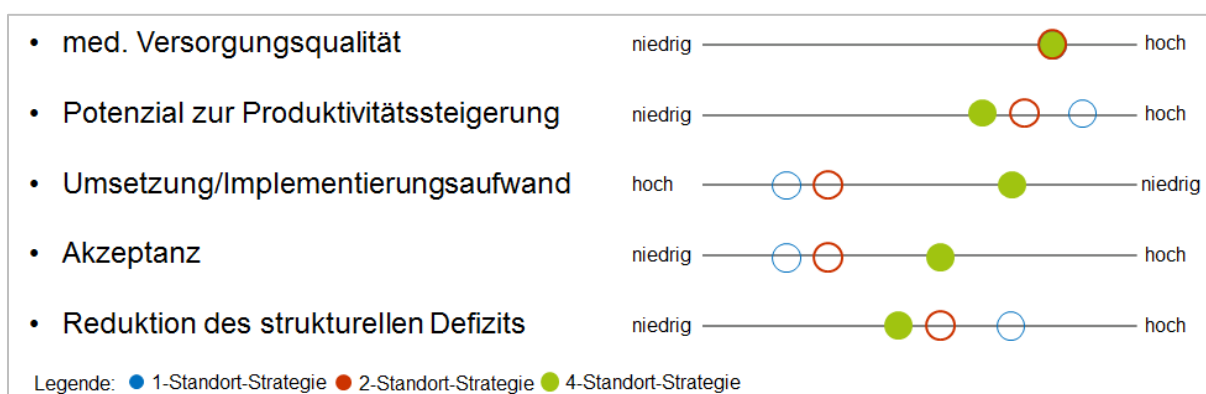 • med. Versorgungsqualität niedrig hoch
• Potenzial zur Produktivitätssteigerung niedrig hoch
• Umsetzung/Implementierungsaufwand hoch niedrig
• Akzeptanz niedrig hoch
• Reduktion des strukturellen Defizits niedrig hoch
Legende: 1-Standort-Strategie 2-Standort-Strategie 4-Standort-Strategie